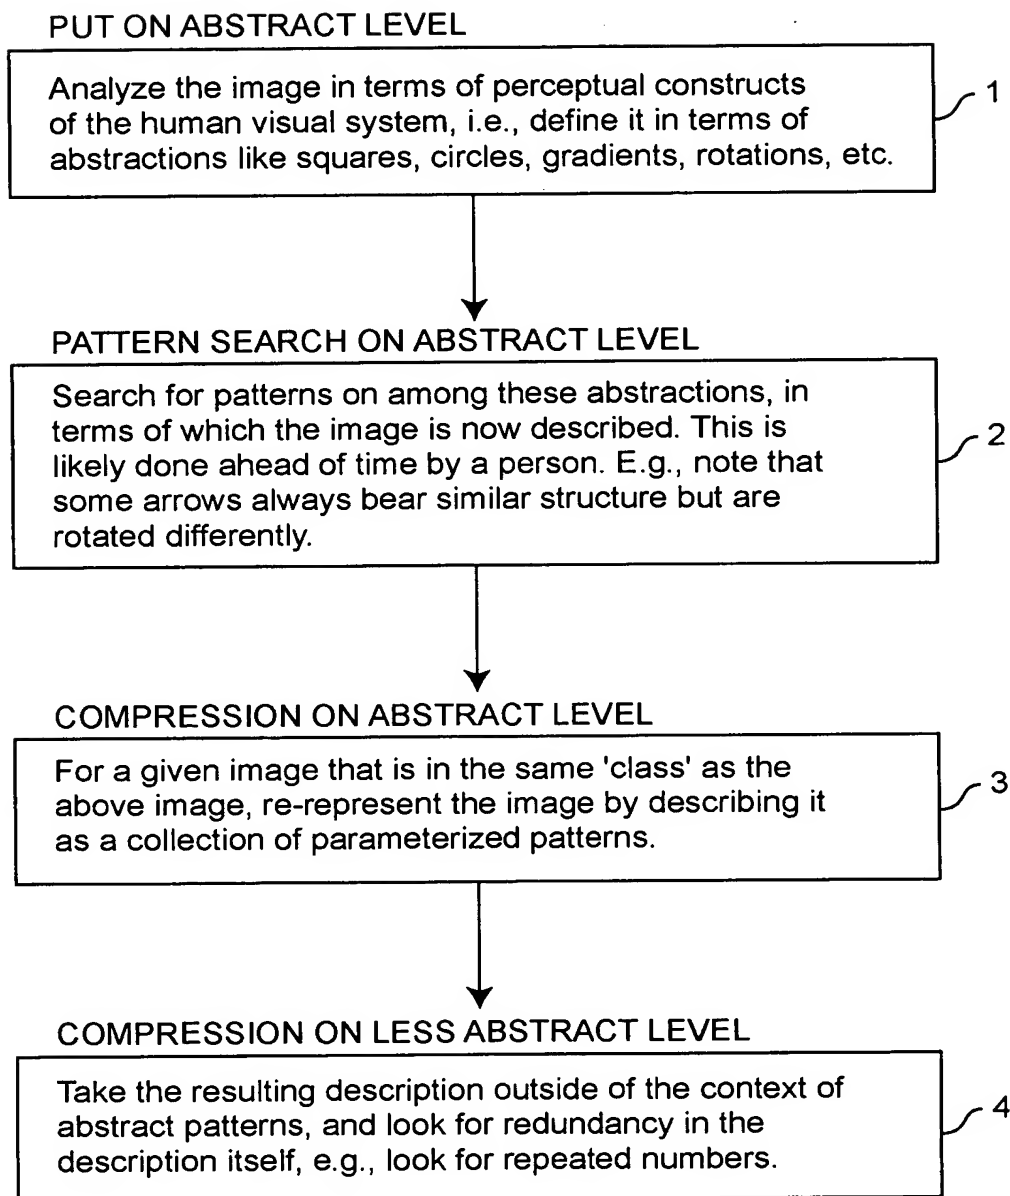 PUT ON ABSTRACT LEVEL
Analyze the image in terms of perceptual constructs
of the human visual system, i.e., define it in terms of
abstractions like squares, circles, gradients, rotations, etc.
1
PATTERN SEARCH ON ABSTRACT LEVEL
Search for patterns on among these abstractions, in
terms of which the image is now described. This is
likely done ahead of time by a person. E.g., note that
some arrows always bear similar structure but are
rotated differently.
2
COMPRESSION ON ABSTRACT LEVEL
For a given image that is in the same 'class' as the
above image, re-represent the image by describing it
as a collection of parameterized patterns.
3
COMPRESSION ON LESS ABSTRACT LEVEL
Take the resulting description outside of the context of
abstract patterns, and look for redundancy in the
description itself, e.g., look for repeated numbers.
4